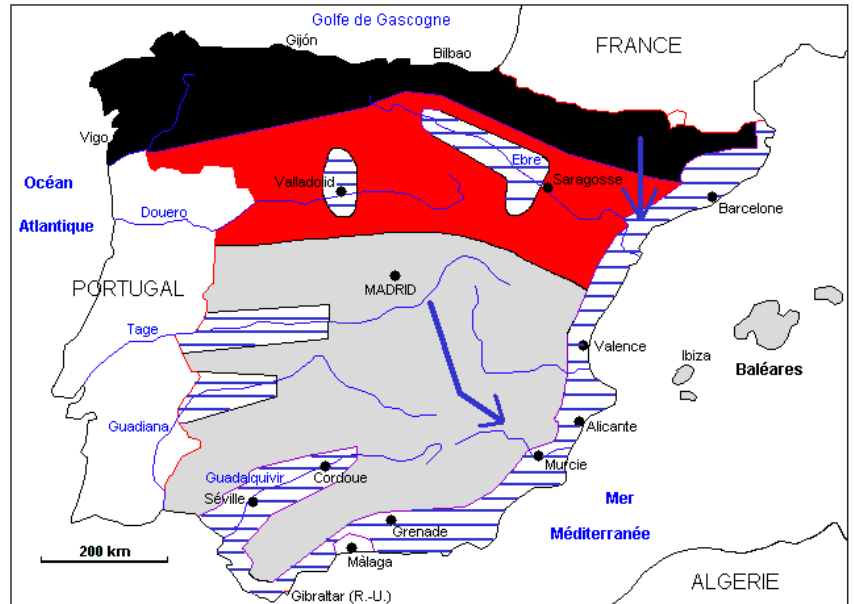 Golfe de Gascogne
Gijón
Bilbao
FRANCE
Vigo
Ebre
Océan
Valladolid
Saragosse
Barcelone
Douero
Atlantique
MADRID
PORTUGAL
Tage
Valence
Ibiza
Baléares
Guadiana
Alicante
Murcie
Guadalquivir
Cordoue
Séville
Mer
Grenade
Méditerranée
200 km
Màlaga
ALGERIE
Gibraltar (R.-U.)